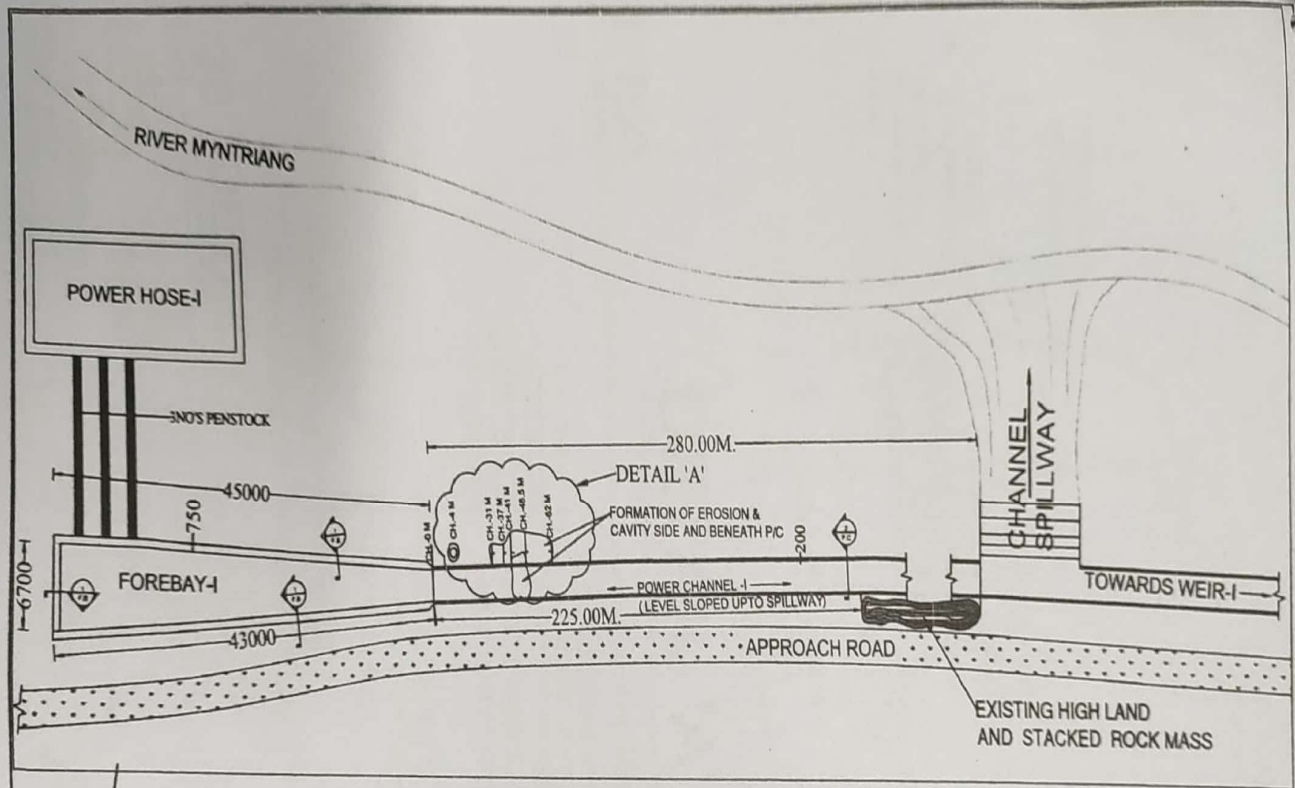 RIVER MYNTRIANG
POWER HOSE-I
3NO'S PENSTOCK
280.00M.
DETAIL 'A'
45000
750
CH.-0 M
CH.-4 M
CH.-31 M
CH.-37 M
CH.-41 M
CH.-46.5 M
CH.-62 M
FORMATION OF EROSION &
CAVITY SIDE AND BENEATH P/C
200
CHANNEL
SPILLWAY
6700
FOREBAY-I
POWER CHANNEL -I
(LEVEL SLOPED UPTO SPILLWAY)
TOWARDS WEIR-I
225.00M.
43000
APPROACH ROAD
EXISTING HIGH LAND
AND STACKED ROCK MASS